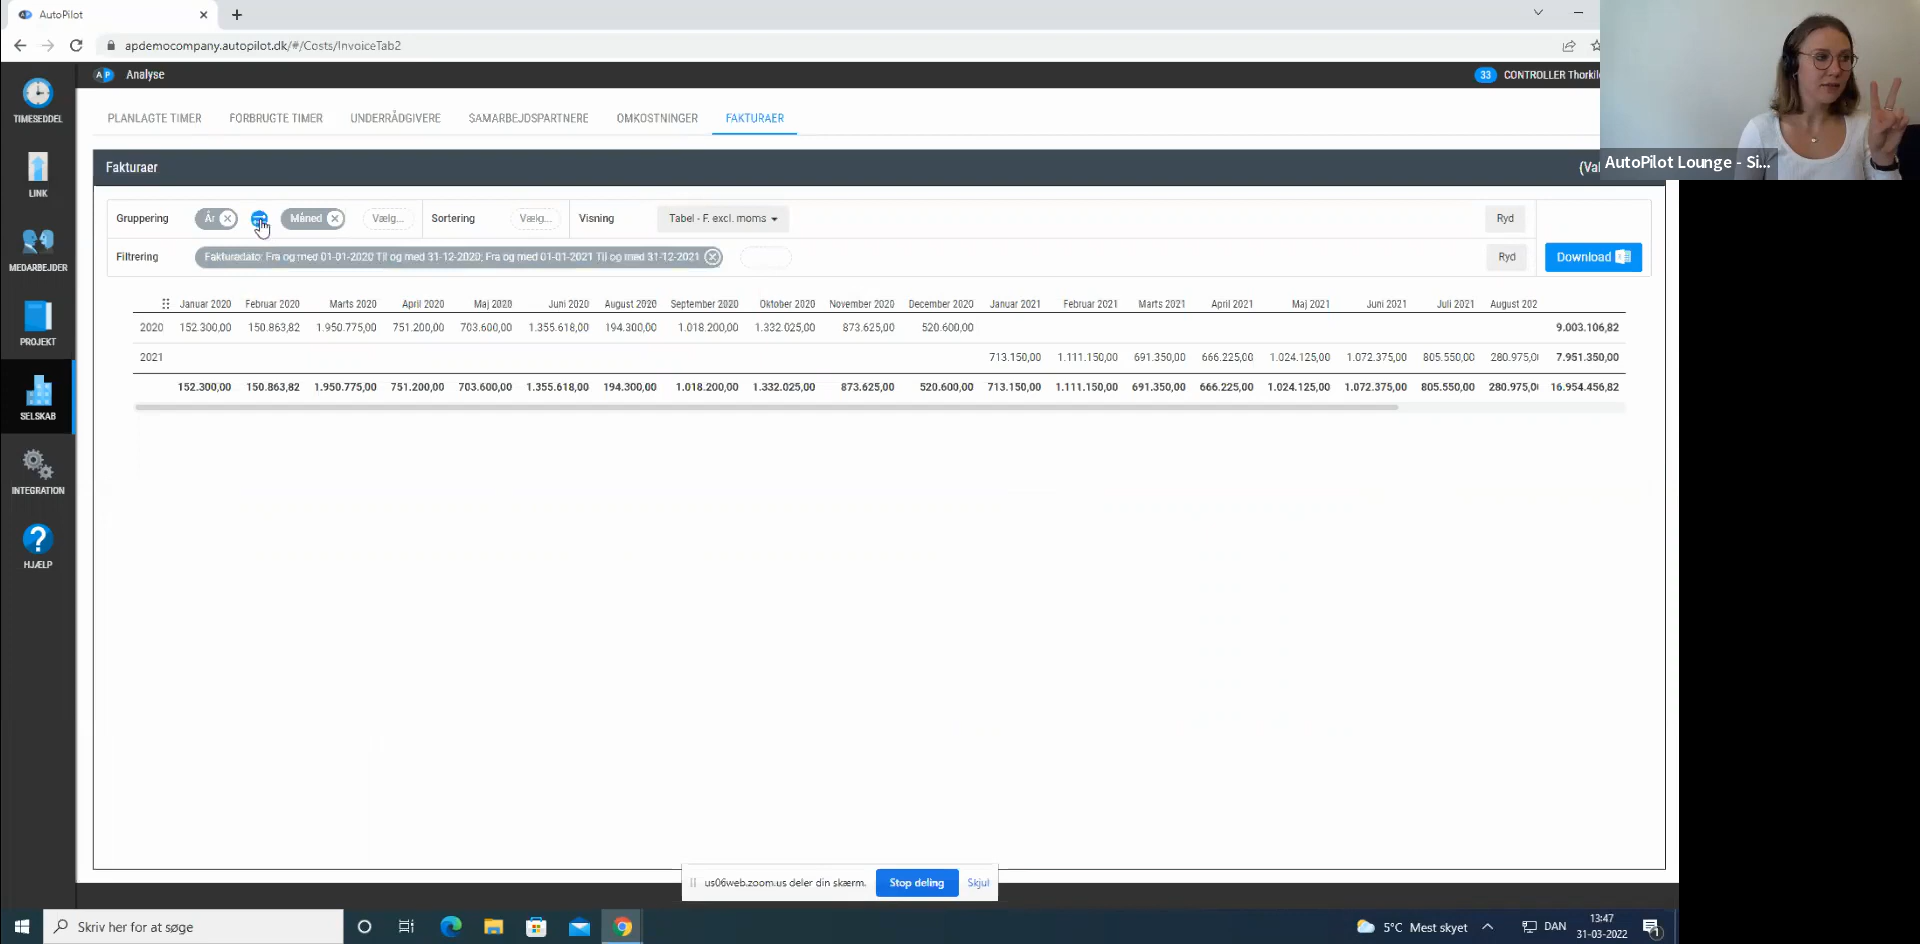 AutoPilot
apdemocompany.autopilot.dk/#/Costs/InvoiceTab2
AP Analyse
33 CONTROLLER Thorkil
TIMESEDDEL
LINK
MEDARBEJDER
PROJEKT
SELSKAB
INTEGRATION
HJÆLP
PLANLAGTE TIMER FORBRUGTE TIMER UNDERRÅDGIVERE SAMARBEJDSPARTNERE OMKOSTNINGER FAKTURAER
AutoPilot Lounge - Si...
Fakturaer (Val
Gruppering År Måned Vælg... Sortering Vælg... Visning Tabel - F. excl. moms Ryd
Filtrering Fakturadato: Fra og med 01-01-2020 Til og med 31-12-2020; Fra og med 01-01-2021 Til og med 31-12-2021 Ryd Download
Januar 2020 Februar 2020 Marts 2020 April 2020 Maj 2020 Juni 2020 August 2020 September 2020 Oktober 2020 November 2020 December 2020 Januar 2021 Februar 2021 Marts 2021 April 2021 Maj 2021 Juni 2021 Juli 2021 August 202
2020 152.300,00 150.863,82 1.950.775,00 751.200,00 703.600,00 1.355.618,00 194.300,00 1.018.200,00 1.332.025,00 873.625,00 520.600,00 9.003.106,82
2021 713.150,00 1.111.150,00 691.350,00 666.225,00 1.024.125,00 1.072.375,00 805.550,00 280.975,0 7.951.350,00
152.300,00 150.863,82 1.950.775,00 751.200,00 703.600,00 1.355.618,00 194.300,00 1.018.200,00 1.332.025,00 873.625,00 520.600,00 713.150,00 1.111.150,00 691.350,00 666.225,00 1.024.125,00 1.072.375,00 805.550,00 280.975,0 16.954.456,82
us06web.zoom.us deler din skærm. Stop deling Skjul
Skriv her for at søge
5°C Mest skyet DAN
13:47
31-03-2022
1